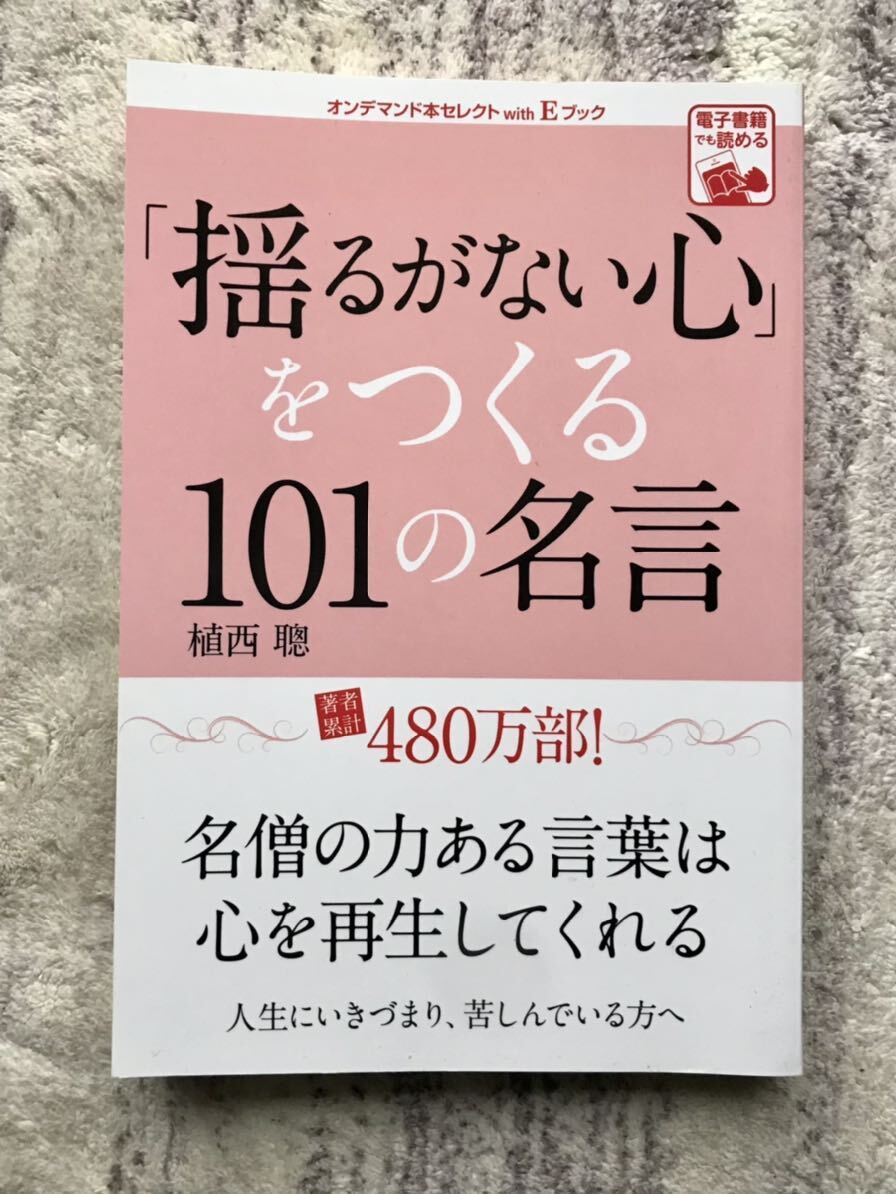 オンデマンド本セレクト with Eブック
電子書籍
でも読める
「揺るがない心」
をつくる
101の名言
植西 聰
著者
累計
480万部!
名僧の力ある言葉は
心を再生してくれる
人生にいきづまり、苦しんでいる方へ